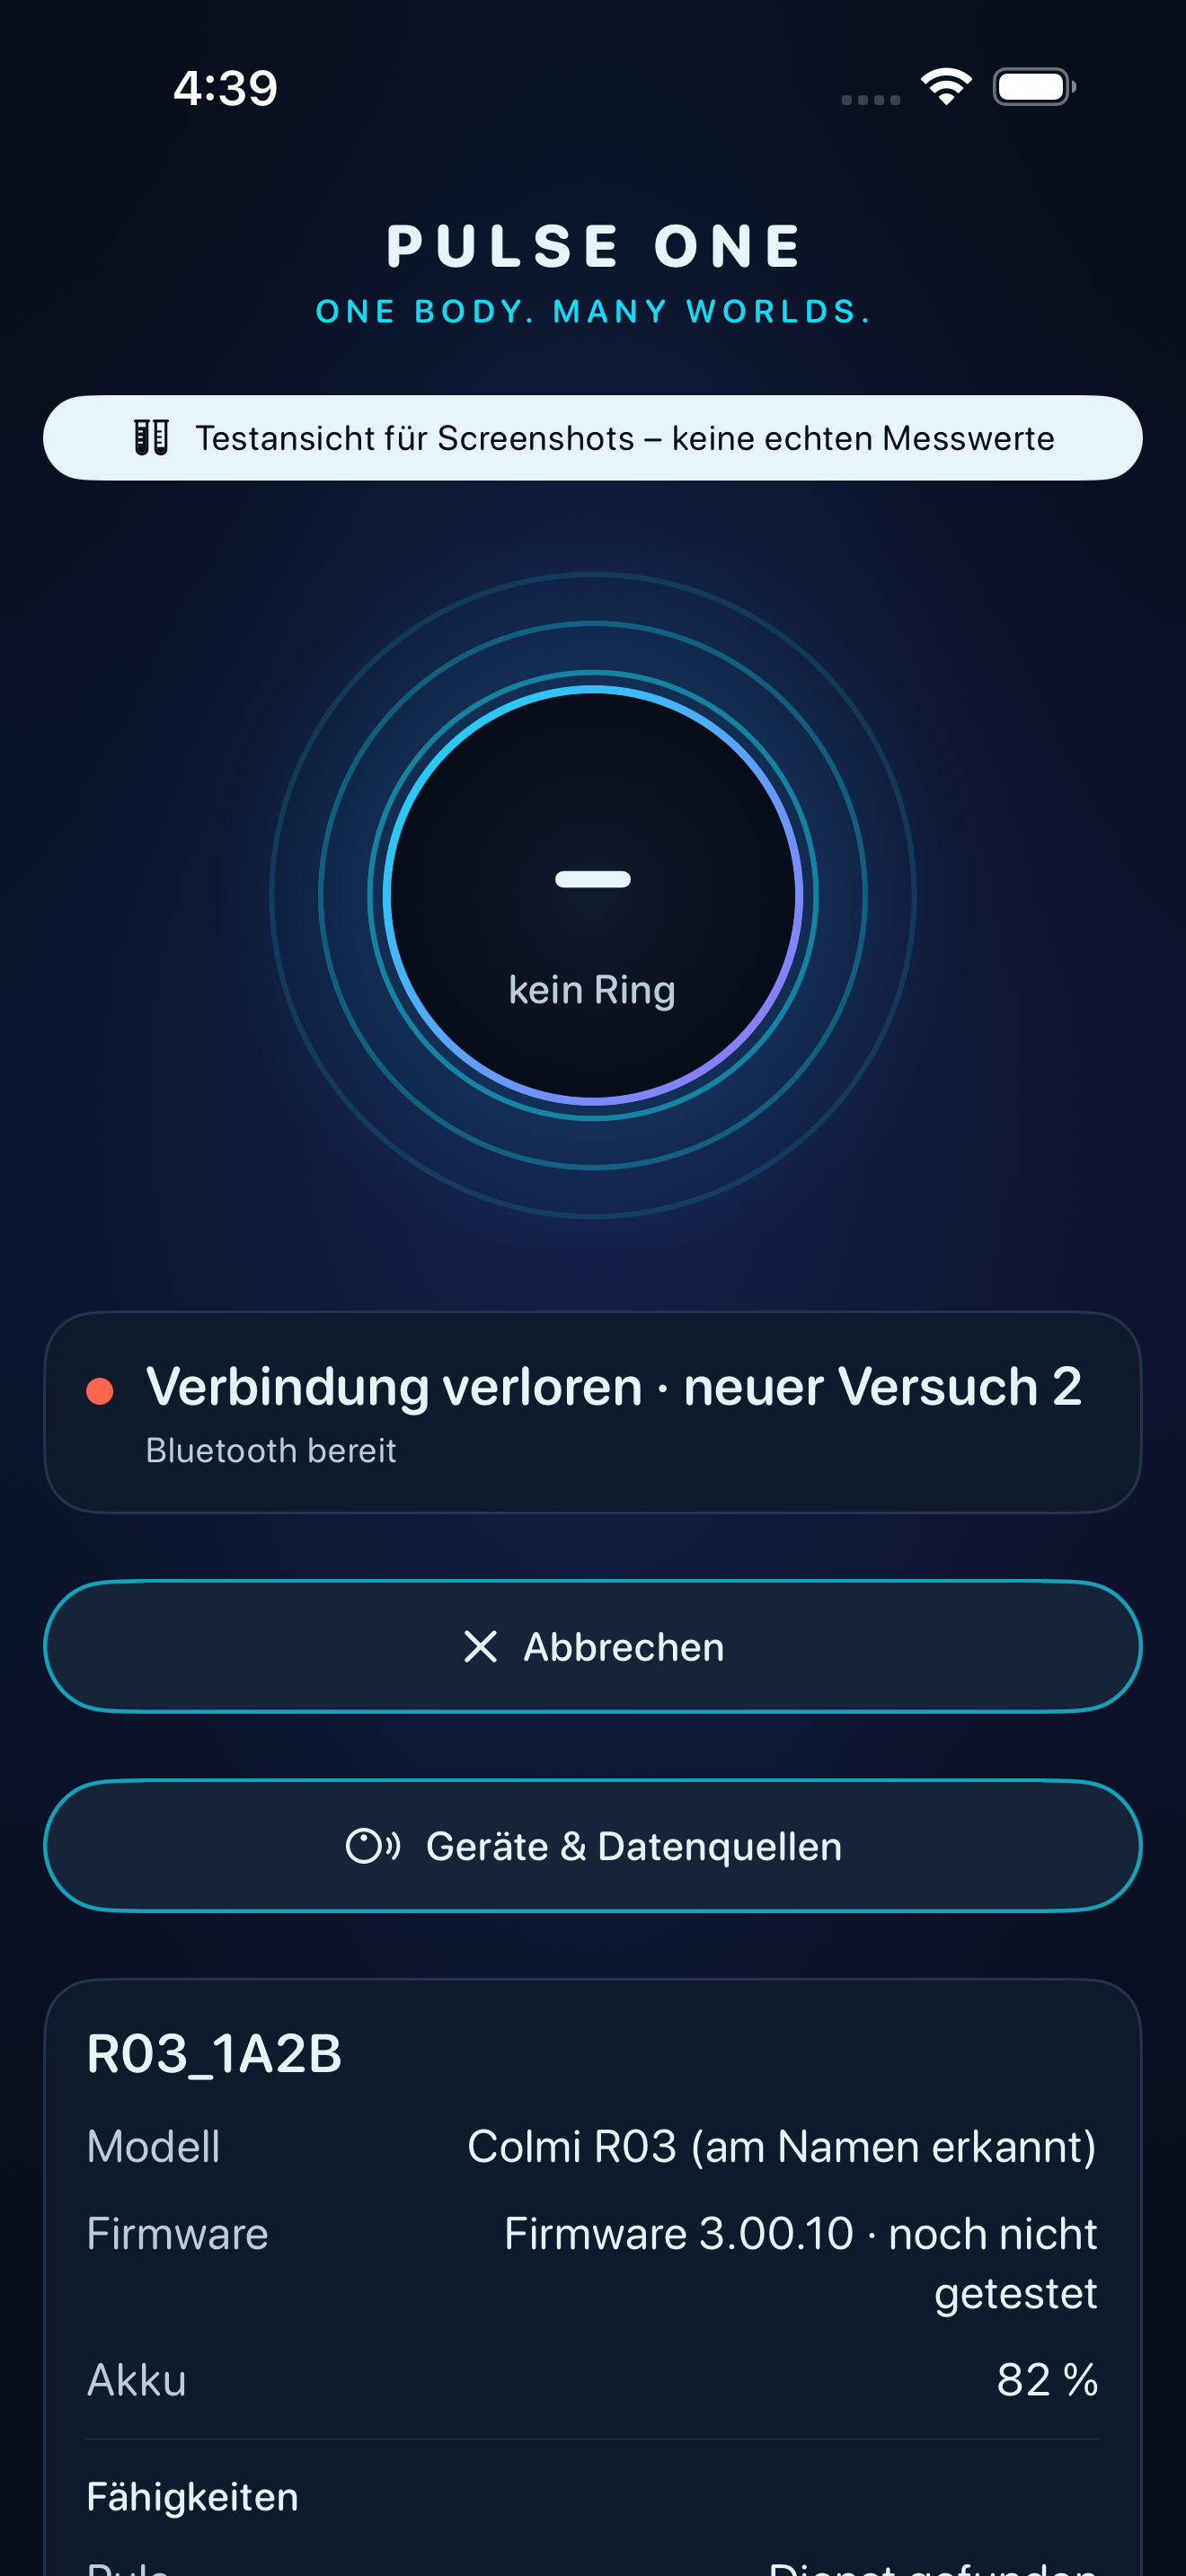 4:39
PULSE ONE
ONE BODY. MANY WORLDS.
Testansicht für Screenshots – keine echten Messwerte
–
kein Ring
Verbindung verloren · neuer Versuch 2
Bluetooth bereit
Abbrechen
Geräte & Datenquellen
R03_1A2B
Modell Colmi R03 (am Namen erkannt)
Firmware Firmware 3.00.10 · noch nicht
getestet
Akku 82 %
Fähigkeiten